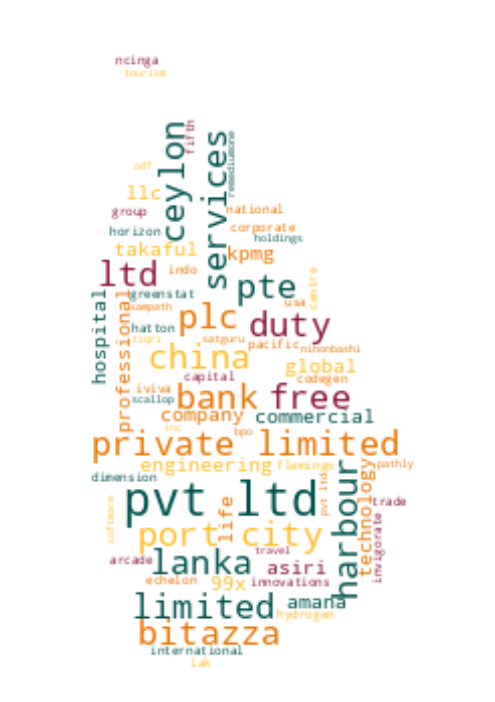 ncinga
tourism
fifth
ceylon
services
remediumone
odf
llc
group
national
horizon
corporate
holdings
takaful
kpmg
ltd
indo
centre
pte
hospital
greenstat
professional
sampath
usa
plc
duty
hatton
tiqri
satguru
pacific
nihonbashi
china
global
capital
codegen
iviva
scallop
bank
free
company
commercial
inc
bpo
private limited
engineering
flemingo
pathly
dimension
technology
harbour
pvt ltd
pvt ltd
life
software
trade
invigorate
port city
arcade
lanka
travel
asiri
echelon
99x
innovations
limited
amana
hydrogen
bitazza
international
lak